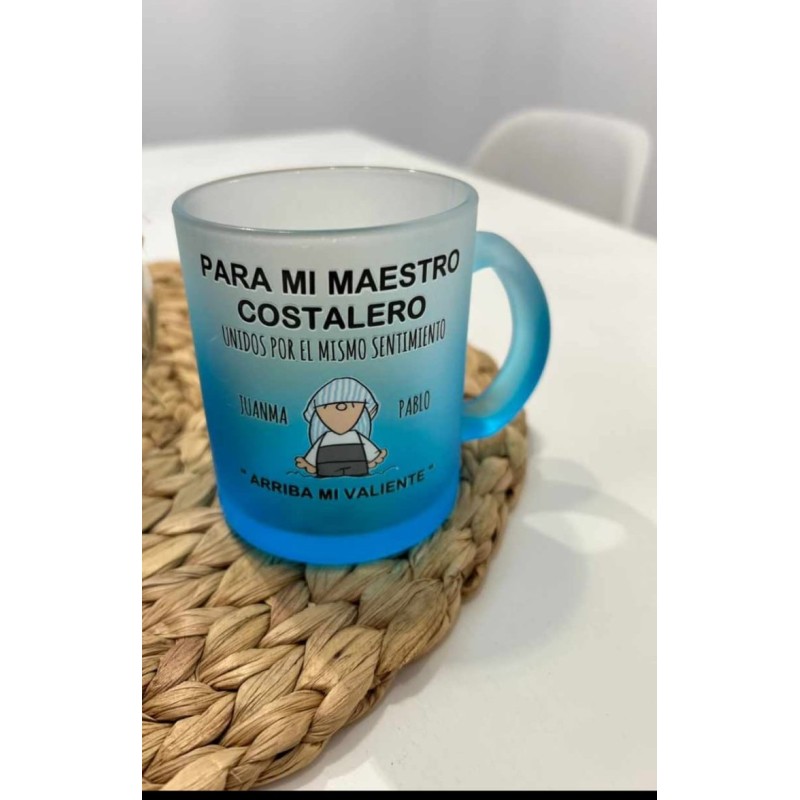 PARA MI MAESTRO
COSTALERO
UNIDOS POR EL MISMO SENTIMIENTO
JUANMA PABLO
" ARRIBA MI VALIENTE "